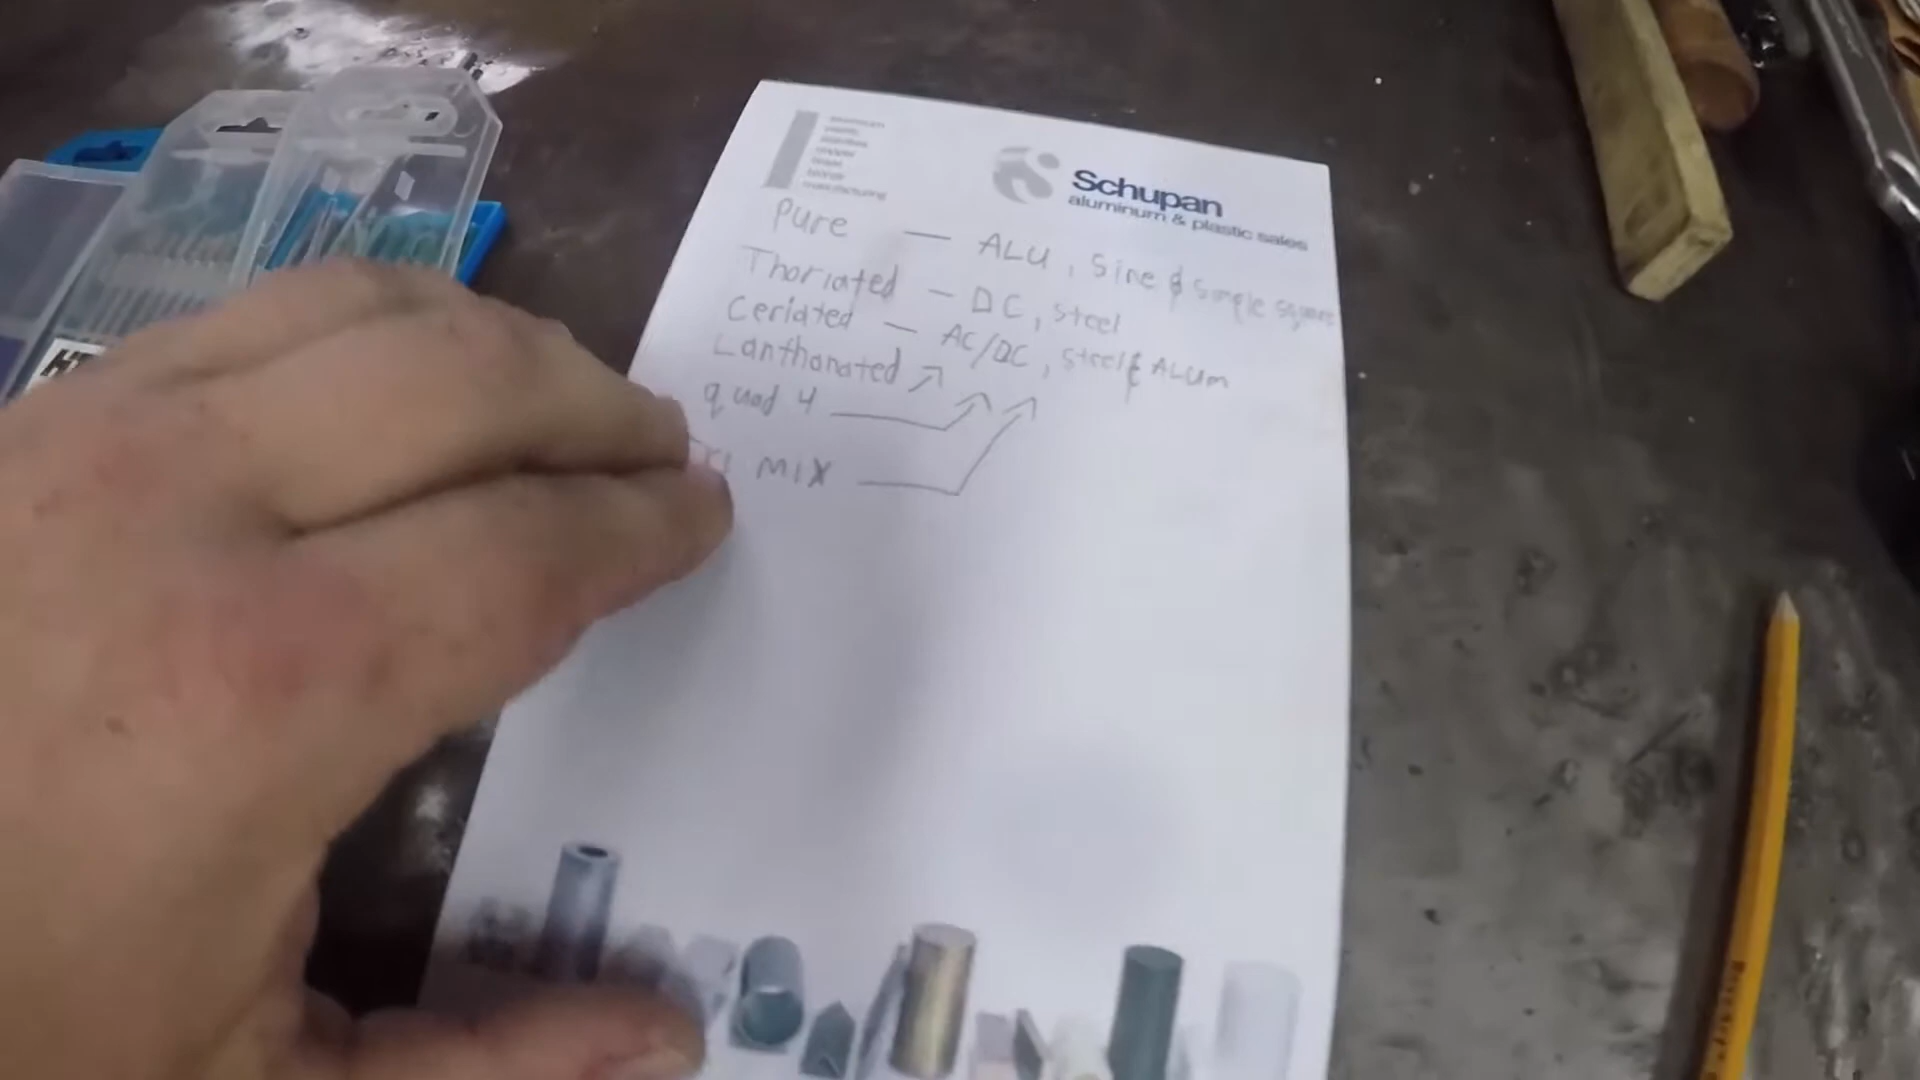 Schupan
aluminum & plastic sales
Pure — ALU, Sine & Simple square
Thoriated — DC, Steel
Ceriated — AC/DC, Steel & ALUM
Lanthanated
quad 4
MIX